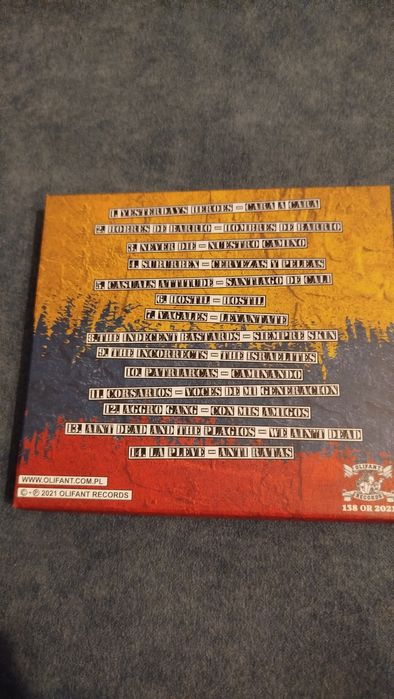 1. YESTERDAYS HEROES – CARA A CARA
2. HOBRES DE BARRIO – HOMBRES DE BARRIO
3. NEVER DIE – NUESTRO CAMINO
4. SUBURBEN – CERVEZAS Y PELEAS
5. CASUALS ATTITUDE – SANTIAGO DE CALI
6. HOSTIL – HOSTIL
7. VAGALES – LEVANTATE
8. THE INDECENT BASTARDS – SIEMPRE SKIN
9. THE INCORRECTS – THE ISRAELITES
10. PATRIARCAS – CAMINANDO
11. CORSARIOS – VOCES DE MI GENERACION
12. AGGRO GANG – CON MIS AMIGOS
13. AIN'T DEAD AND THE PLAGIOS – WE AIN'T DEAD
14. LA PLEVE – ANTI RATAS
WWW.OLIFANT.COM.PL
© + ℗ 2021 OLIFANT RECORDS
OLIFANT
RECORDS
158 OR 2021